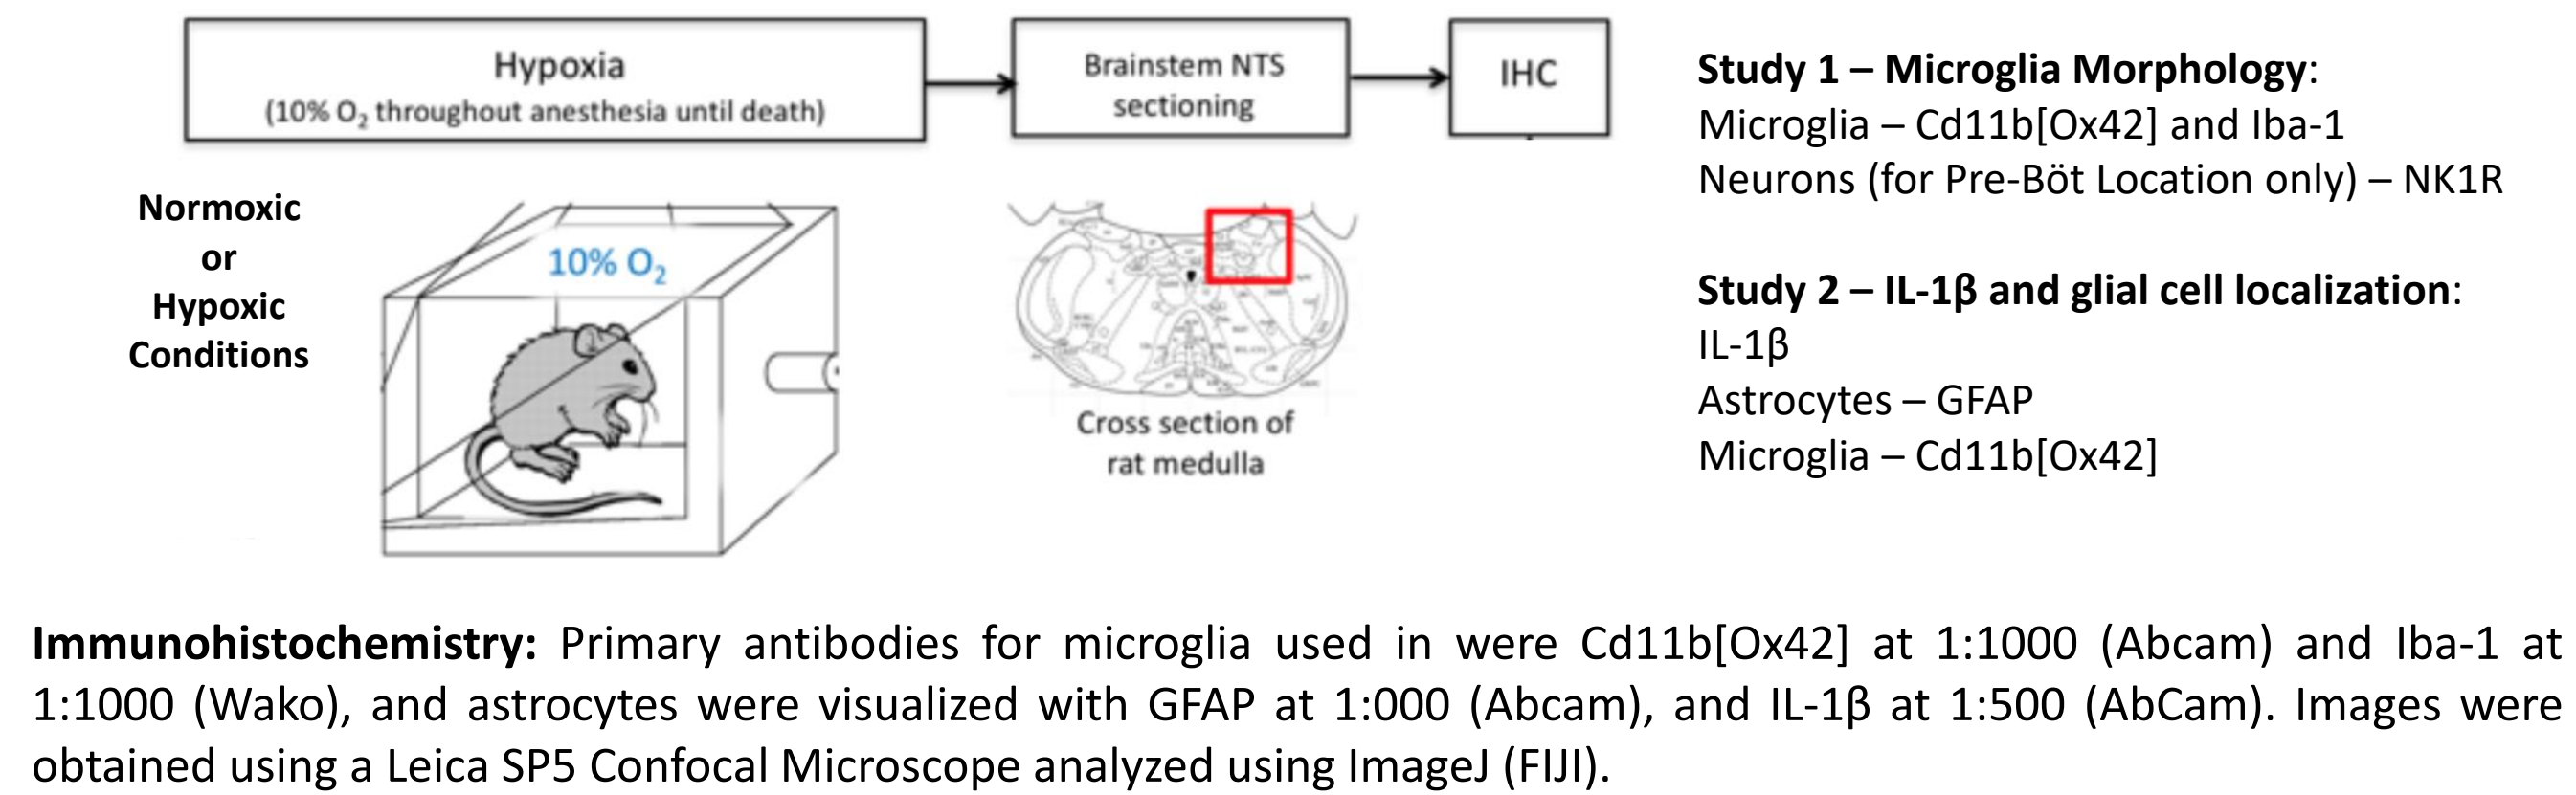 Hypoxia
(10% O₂ throughout anesthesia until death)
Brainstem NTS
sectioning
IHC
Normoxic
or
Hypoxic
Conditions
10% O₂
Cross section of
rat medulla
Study 1 – Microglia Morphology:
Microglia – Cd11b[Ox42] and Iba-1
Neurons (for Pre-Böt Location only) – NK1R
Study 2 – IL-1β and glial cell localization:
IL-1β
Astrocytes – GFAP
Microglia – Cd11b[Ox42]
Immunohistochemistry: Primary antibodies for microglia used in were Cd11b[Ox42] at 1:1000 (Abcam) and Iba-1 at
1:1000 (Wako), and astrocytes were visualized with GFAP at 1:000 (Abcam), and IL-1β at 1:500 (AbCam). Images were
obtained using a Leica SP5 Confocal Microscope analyzed using ImageJ (FIJI).